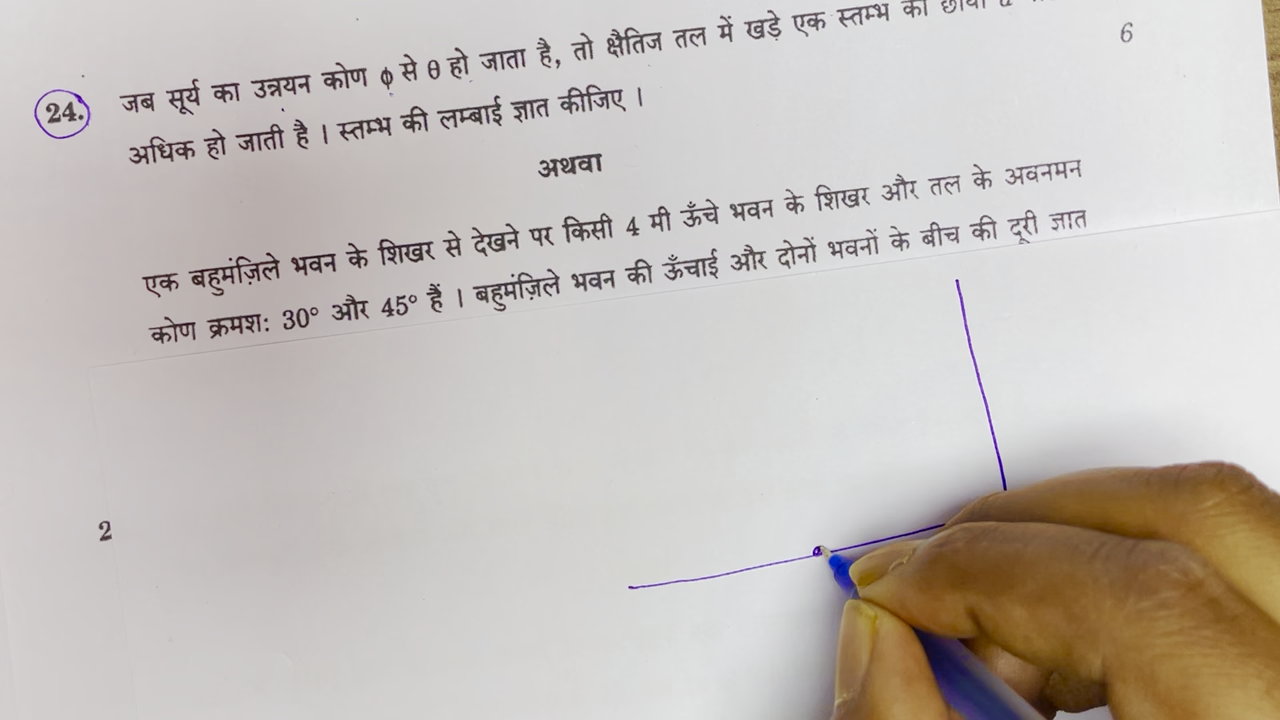 24. जब सूर्य का उन्नयन कोण ϕ से θ हो जाता है, तो क्षैतिज तल में खड़े एक स्तम्भ की
6
अधिक हो जाती है । स्तम्भ की लम्बाई ज्ञात कीजिए ।
अथवा
एक बहुमंज़िले भवन के शिखर से देखने पर किसी 4 मी ऊँचे भवन के शिखर और तल के अवनमन
कोण क्रमश: 30° और 45° हैं । बहुमंज़िले भवन की ऊँचाई और दोनों भवनों के बीच की दूरी ज्ञात
2